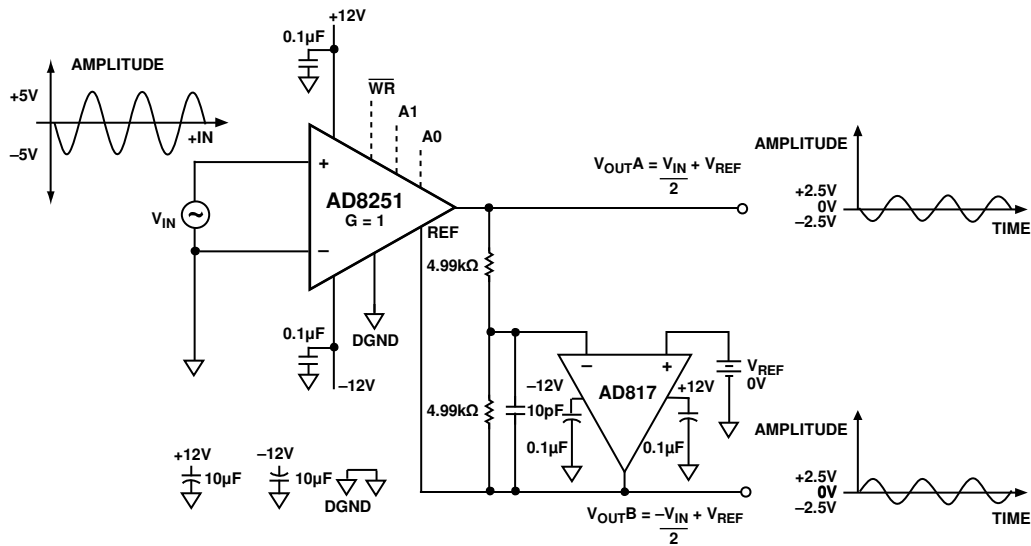 +12V
0.1µF
AMPLITUDE
+5V
–5V
+IN
WR
A1
A0
+
AD8251
G = 1
–
REF
VIN
~
DGND
0.1µF
–12V
VOUTA = VIN + VREF
2
AMPLITUDE
+2.5V
0V
–2.5V
TIME
4.99kΩ
4.99kΩ
10pF
–
+
AD817
–12V
+12V
0.1µF
0.1µF
VREF
0V
+12V
10µF
–12V
10µF
DGND
VOUTB = –VIN + VREF
2
AMPLITUDE
+2.5V
0V
–2.5V
TIME